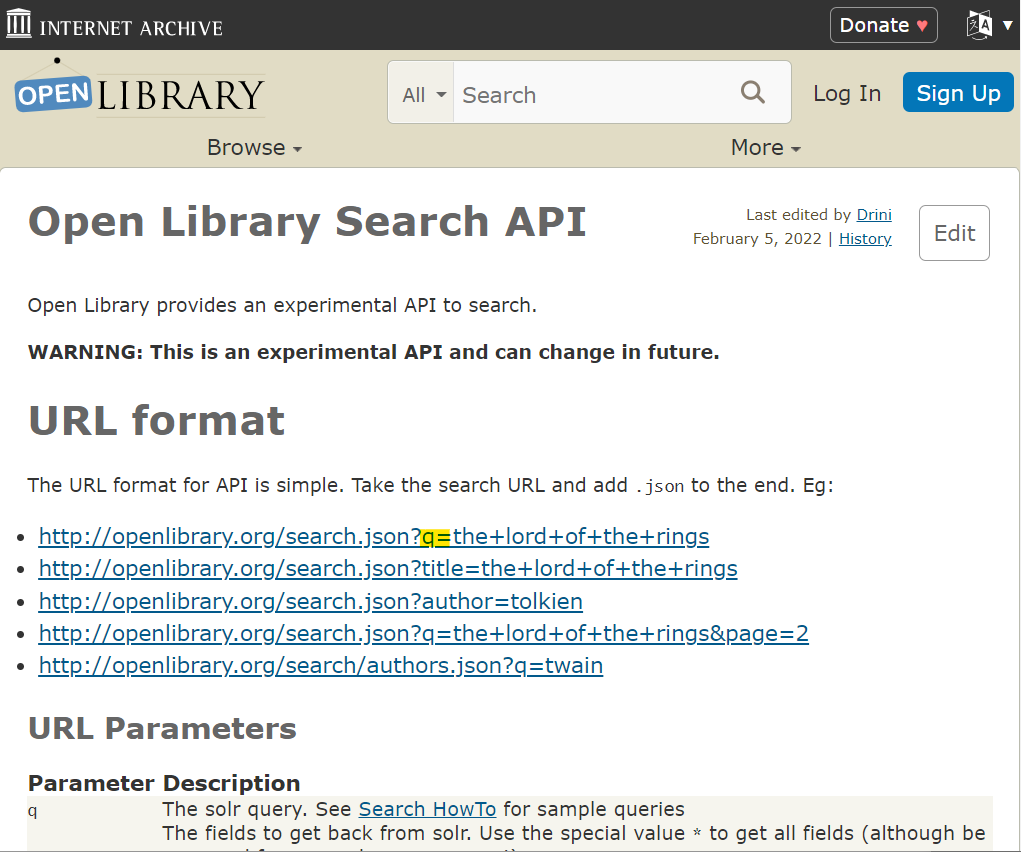 INTERNET ARCHIVE
Donate ♥
OPEN LIBRARY
All
Search
Log In
Sign Up
Browse
More
Open Library Search API
Last edited by Drini
February 5, 2022 | History
Edit
Open Library provides an experimental API to search.
WARNING: This is an experimental API and can change in future.
URL format
The URL format for API is simple. Take the search URL and add .json to the end. Eg:
http://openlibrary.org/search.json?q=the+lord+of+the+rings
http://openlibrary.org/search.json?title=the+lord+of+the+rings
http://openlibrary.org/search.json?author=tolkien
http://openlibrary.org/search.json?q=the+lord+of+the+rings&page=2
http://openlibrary.org/search/authors.json?q=twain
URL Parameters
Parameter Description
q The solr query. See Search HowTo for sample queries
The fields to get back from solr. Use the special value * to get all fields (although be